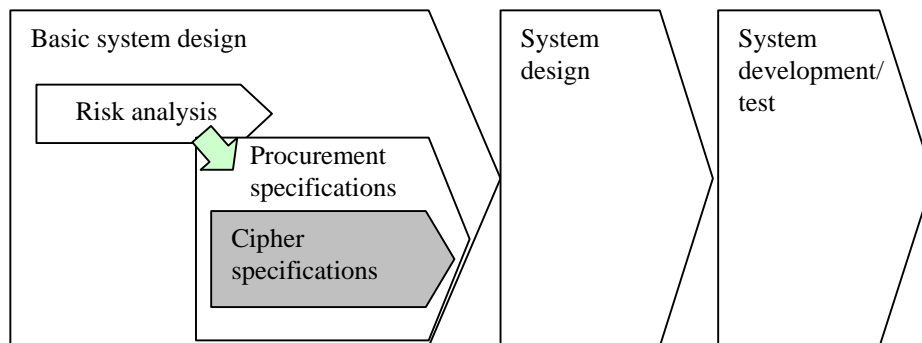 Basic system design
Risk analysis
Procurement
specifications
Cipher
specifications
System
design
System
development/
test